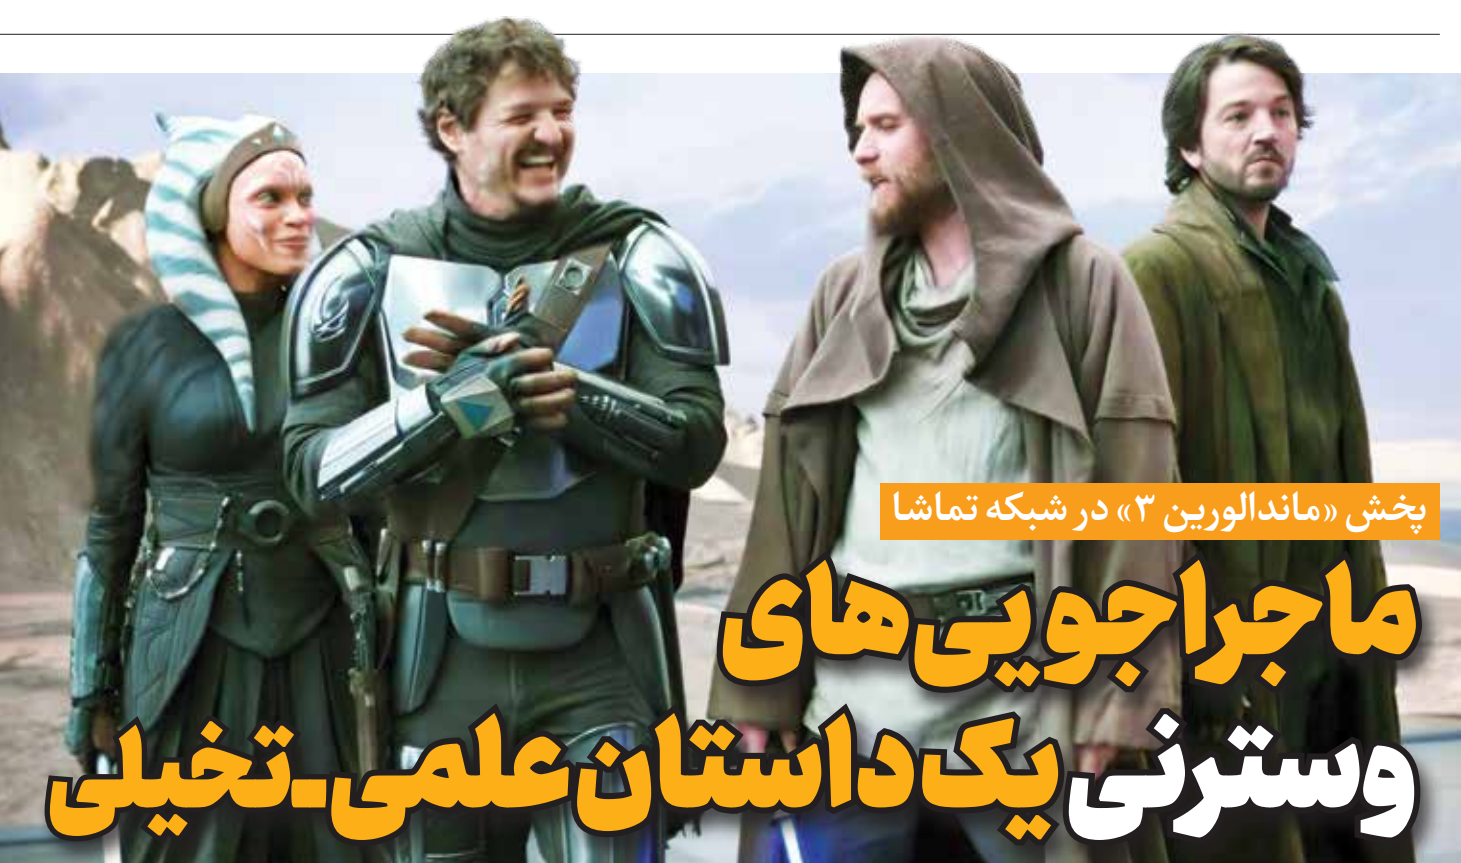 پخش «ماندالورین ۳» در شبکه تماشا
ماجراجویی‌های
وسترنی یک داستان علمی-تخیلی